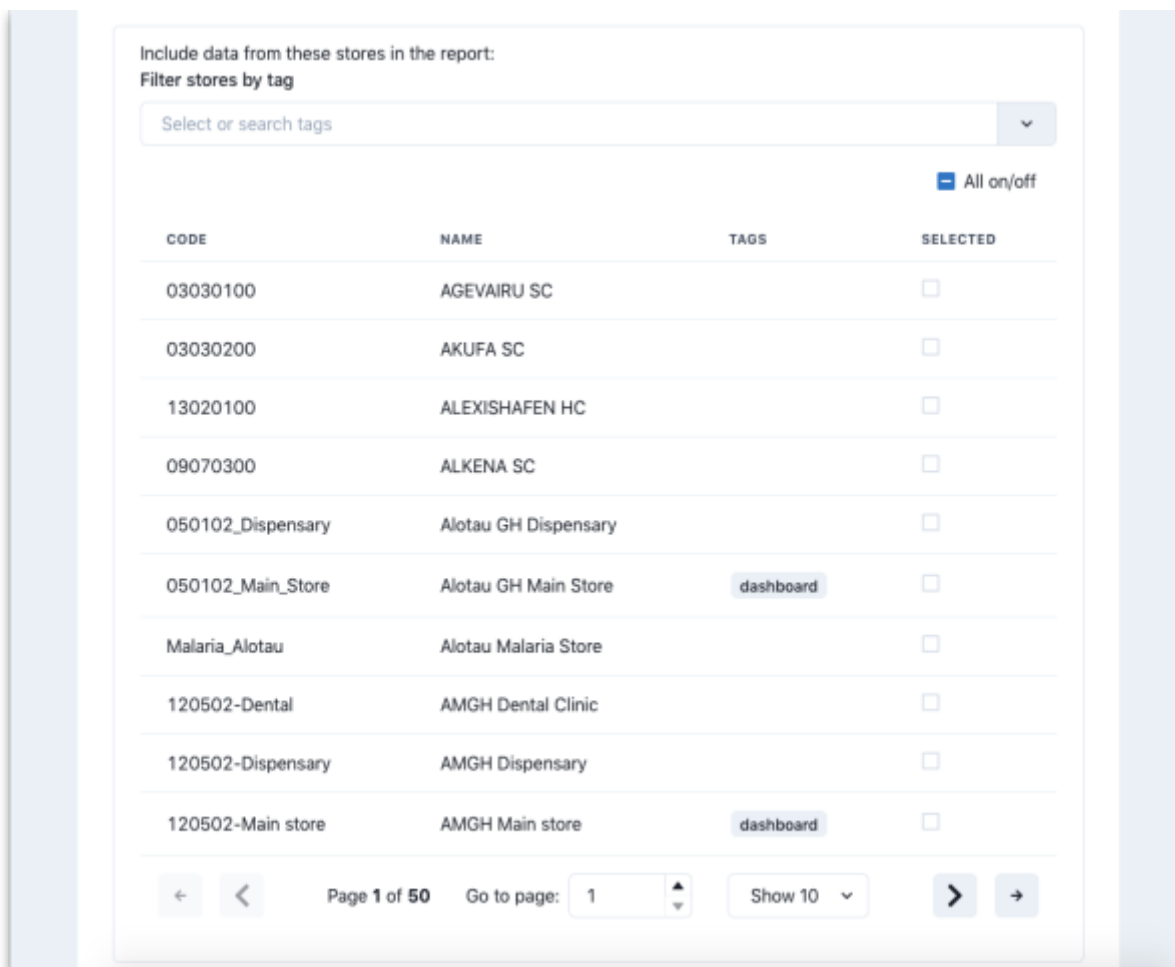 Include data from these stores in the report:
Filter stores by tag
Select or search tags
All on/off
CODE NAME TAGS SELECTED
03030100 AGEVAIRU SC
03030200 AKUFA SC
13020100 ALEXISHAFEN HC
09070300 ALKENA SC
050102_Dispensary Alotau GH Dispensary
050102_Main_Store Alotau GH Main Store dashboard
Malaria_Alotau Alotau Malaria Store
120502-Dental AMGH Dental Clinic
120502-Dispensary AMGH Dispensary
120502-Main store AMGH Main store dashboard
Page 1 of 50 Go to page: 1 Show 10